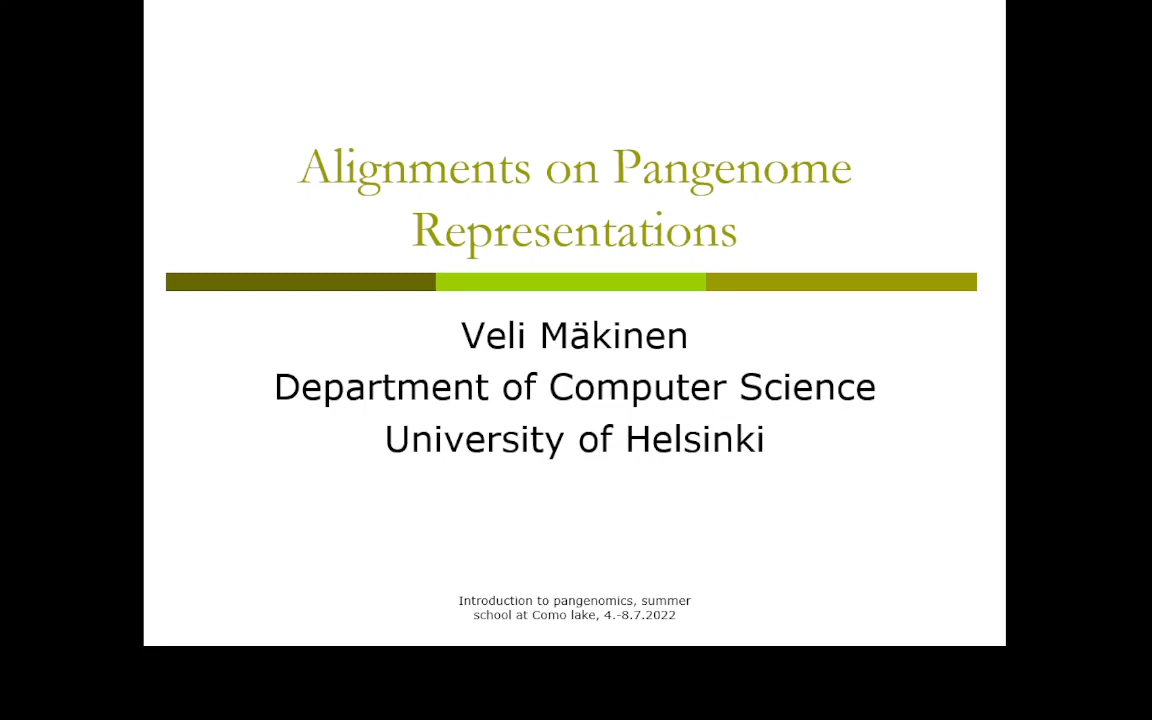 Alignments on Pangenome
Representations
Veli Mäkinen
Department of Computer Science
University of Helsinki
Introduction to pangenomics, summer
school at Como lake, 4.-8.7.2022